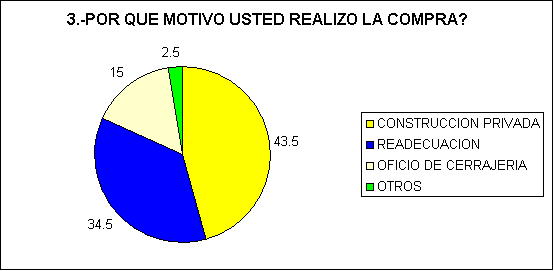 3.-POR QUE MOTIVO USTED REALIZO LA COMPRA?
2.5
15
43.5
34.5
CONSTRUCCION PRIVADA
READECUACION
OFICIO DE CERRAJERIA
OTROS